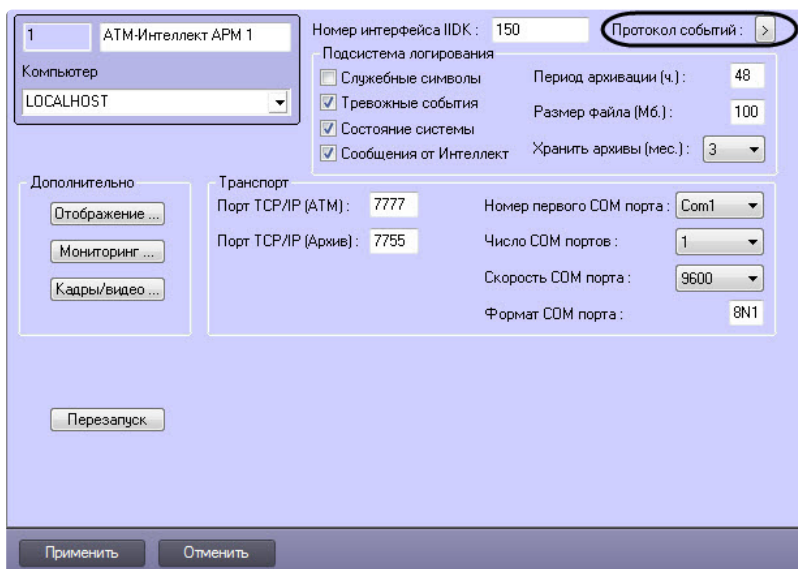 1 АТМ-Интеллект АРМ 1 Номер интерфейса IIDK : 150 Протокол событий : >
Компьютер
LOCALHOST
Подсистема логирования
Служебные символы Период архивации (ч.) : 48
Тревожные события
Размер файла (Мб.) : 100
Состояние системы
Сообщения от Интеллект Хранить архивы (мес.) : 3
Дополнительно
Отображение ...
Мониторинг ...
Кадры/видео ...
Транспорт
Порт TCP/IP (АТМ) : 7777 Номер первого COM порта : Com1
Порт TCP/IP (Архив) : 7755 Число COM портов : 1
Скорость COM порта : 9600
Формат COM порта : 8N1
Перезапуск
Применить Отменить